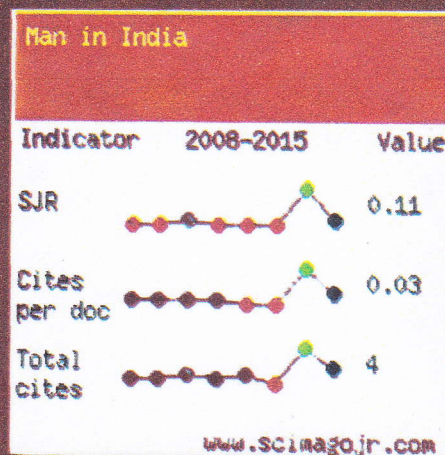 Man in India
Indicator 2008-2015 Value
SJR 0.11
Cites
per doc 0.03
Total
cites 4
www.scimagojr.com